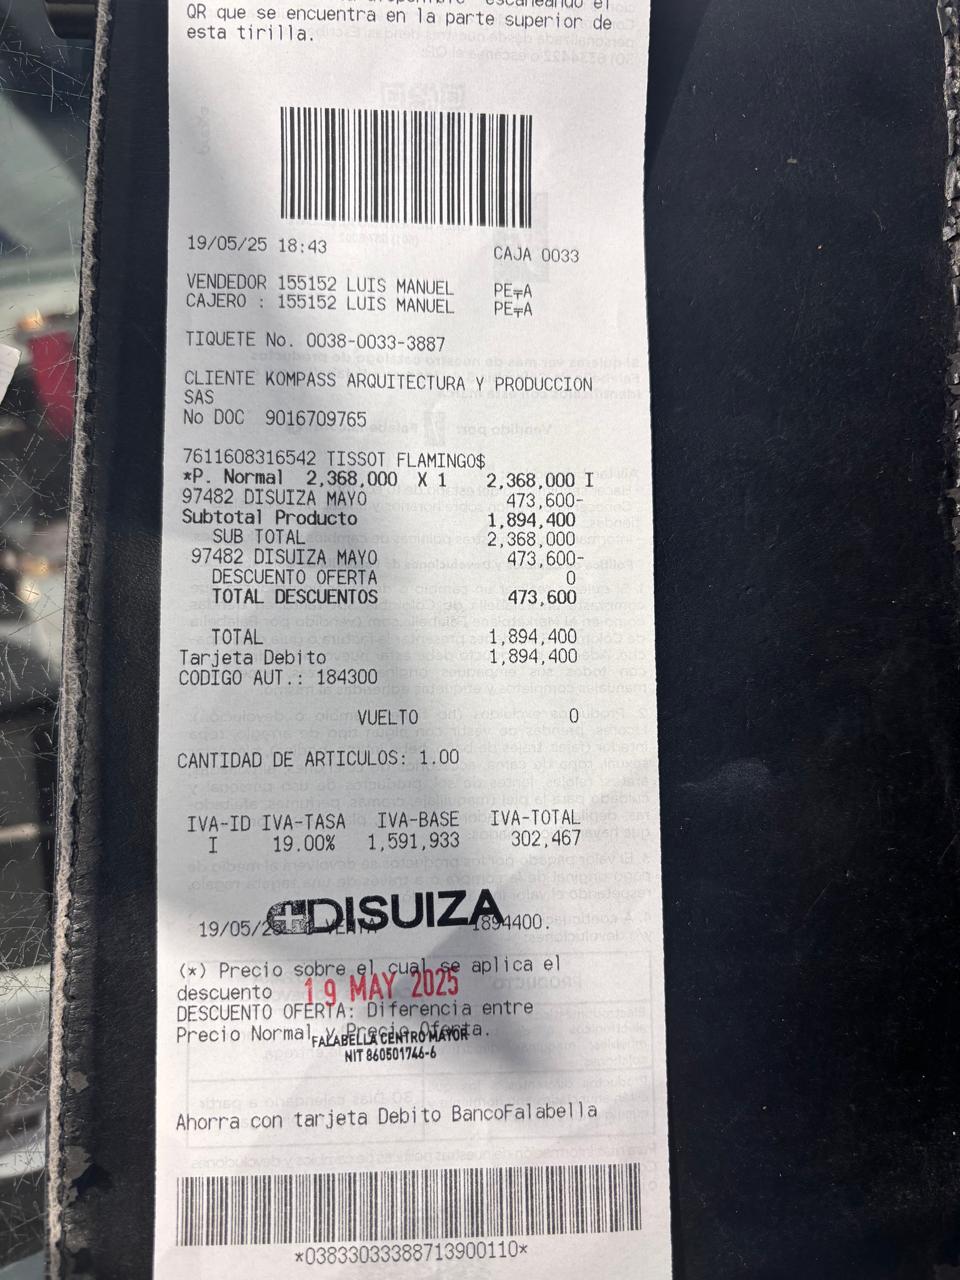 QR que se encuentra en la parte superior de
esta tirilla.
19/05/25 18:43 CAJA 0033
VENDEDOR 155152 LUIS MANUEL PE╤A
CAJERO : 155152 LUIS MANUEL PE╤A
TIQUETE No. 0038-0033-3887
CLIENTE KOMPASS ARQUITECTURA Y PRODUCCION
SAS
No DOC 9016709765
7611608316542 TISSOT FLAMINGO$
*P. Normal 2,368,000 X 1 2,368,000 I
97482 DISUIZA MAYO 473,600-
Subtotal Producto 1,894,400
SUB TOTAL 2,368,000
97482 DISUIZA MAYO 473,600-
DESCUENTO OFERTA 0
TOTAL DESCUENTOS 473,600
TOTAL 1,894,400
Tarjeta Debito 1,894,400
CODIGO AUT.: 184300
VUELTO 0
CANTIDAD DE ARTICULOS: 1.00
IVA-ID IVA-TASA IVA-BASE IVA-TOTAL
I 19.00% 1,591,933 302,467
DISUIZA
19/05/25 VENTA 1894400.
(*) Precio sobre el cual se aplica el
descuento
19 MAY 2025
DESCUENTO OFERTA: Diferencia entre
Precio Normal y Precio Oferta.
FALABELLA CENTRO MAYOR
NIT 860501746-6
Ahorra con tarjeta Debito BancoFalabella
*03833033388713900110*